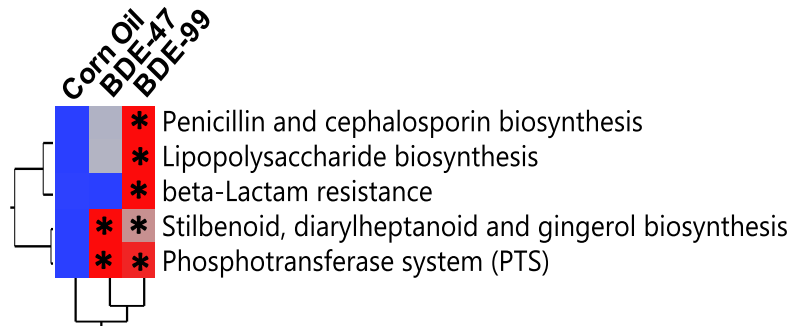 Corn Oil
BDE-47
BDE-99
* Penicillin and cephalosporin biosynthesis
* Lipopolysaccharide biosynthesis
* beta-Lactam resistance
* * Stilbenoid, diarylheptanoid and gingerol biosynthesis
* * Phosphotransferase system (PTS)